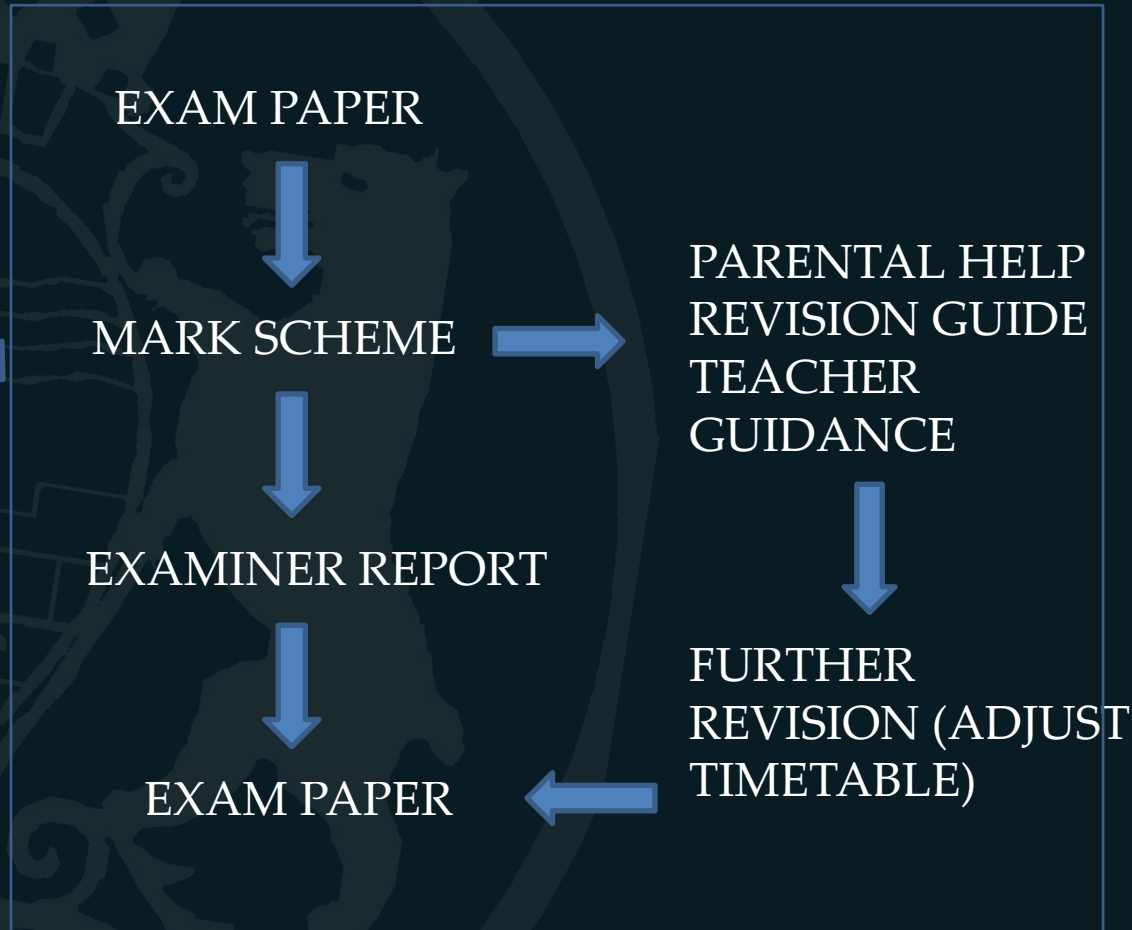 EXAM PAPER
MARK SCHEME
EXAMINER REPORT
EXAM PAPER
PARENTAL HELP
REVISION GUIDE
TEACHER
GUIDANCE
FURTHER
REVISION (ADJUST
TIMETABLE)